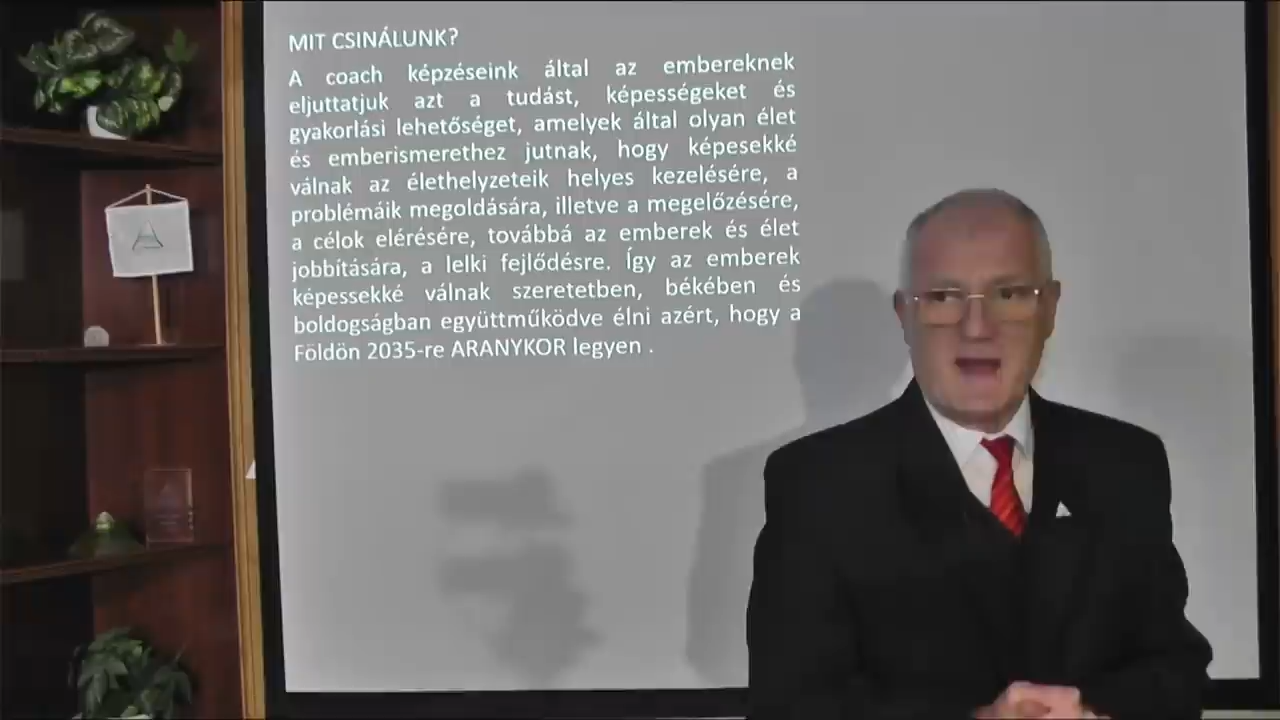 MIT CSINÁLUNK?
A coach képzéseink által az embereknek
eljuttatjuk azt a tudást, képességeket és
gyakorlási lehetőséget, amelyek által olyan élet
és emberismerethez jutnak, hogy képesekké
válnak az élethelyzeteik helyes kezelésére, a
problémáik megoldására, illetve a megelőzésére,
a célok elérésére, továbbá az emberek és élet
jobbítására, a lelki fejlődésre. Így az emberek
képessekké válnak szeretetben, békében és
boldogságban együttműködve élni azért, hogy a
Földön 2035-re ARANYKOR legyen .